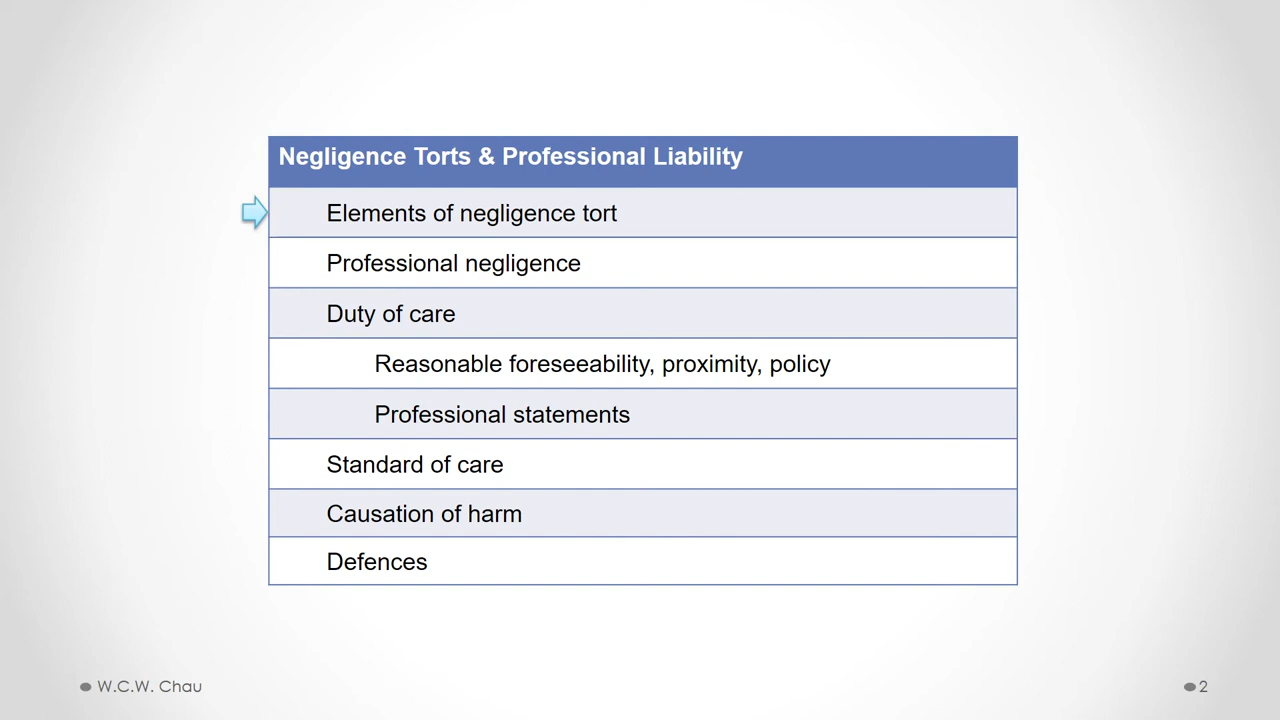 Negligence Torts & Professional Liability
Elements of negligence tort
Professional negligence
Duty of care
Reasonable foreseeability, proximity, policy
Professional statements
Standard of care
Causation of harm
Defences
W.C.W. Chau
2